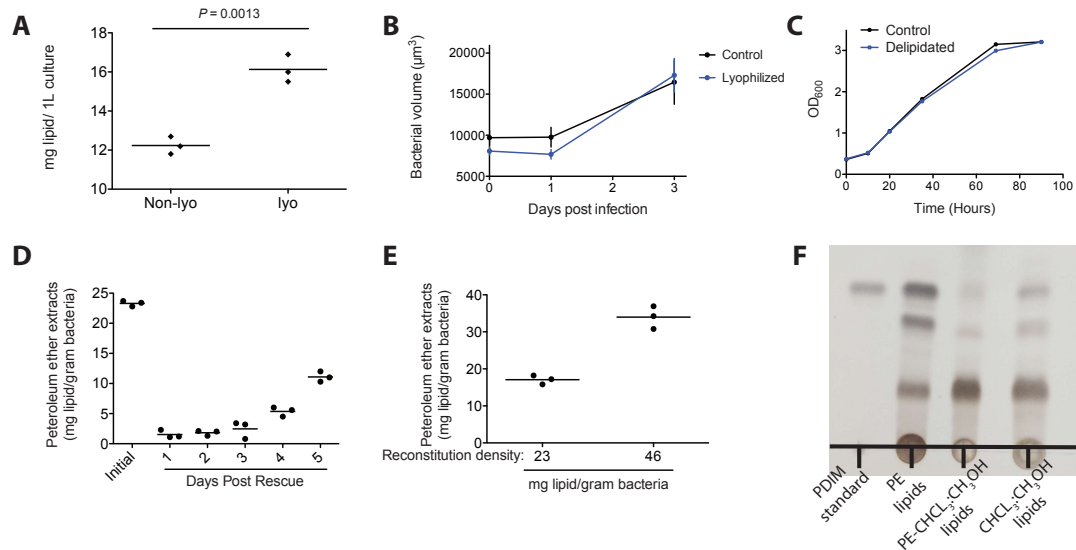 A
P = 0.0013
mg lipid/ 1L culture
18
16
14
12
10
Non-lyo
lyo
B
Bacterial volume (µm³)
20000
15000
10000
5000
0
1
2
3
Days post infection
Control
Lyophilized
C
OD₆₀₀
3
2
1
0
0
20
40
60
80
100
Time (Hours)
Control
Delipidated
D
Peteroleum ether extracts
(mg lipid/gram bacteria)
25
20
15
10
5
0
Initial
1
2
3
4
5
Days Post Rescue
E
Peteroleum ether extracts
(mg lipid/gram bacteria)
40
30
20
10
0
Reconstitution density: 23 46
mg lipid/gram bacteria
F
PDIM
standard
PE
lipids
PE-CHCL₃:CH₃OH
lipids
CHCL₃:CH₃OH
lipids